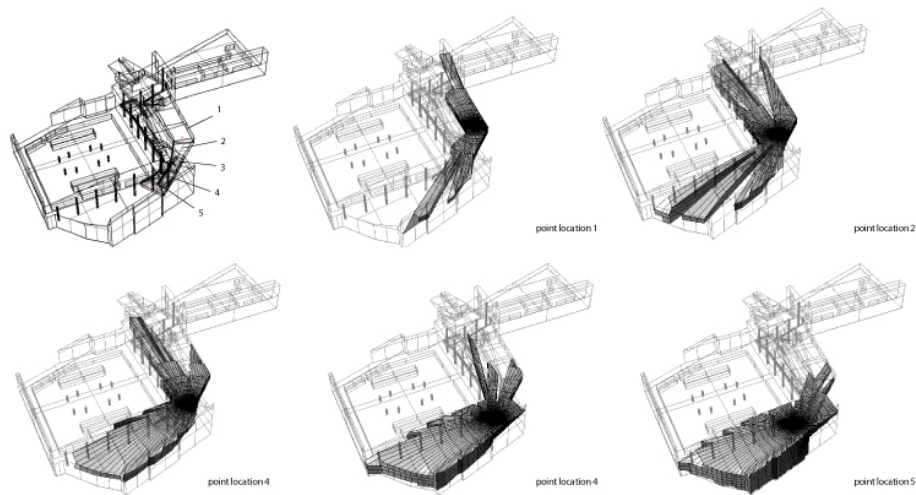 1
2
3
4
5
point location 1
point location 2
point location 4
point location 4
point location 5